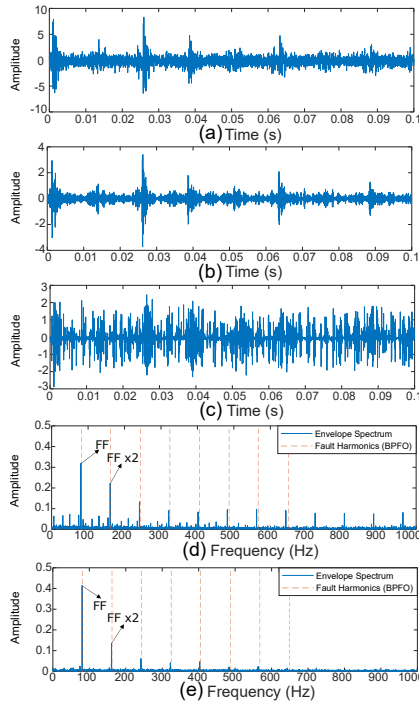 10
5
0
-5
-10
Amplitude
0 0.01 0.02 0.03 0.04 0.05 0.06 0.07 0.08 0.09 0.1
(a) Time (s)
4
2
0
-2
-4
Amplitude
0 0.01 0.02 0.03 0.04 0.05 0.06 0.07 0.08 0.09 0.1
(b) Time (s)
3
2
1
0
1
2
3
Amplitude
0 0.01 0.02 0.03 0.04 0.05 0.06 0.07 0.08 0.09 0.1
(c) Time (s)
0.5
0.4
0.3
0.2
0.1
0
Amplitude
FF
FF x2
Envelope Spectrum
Fault Harmonics (BPFO)
0 100 200 300 400 500 600 700 800 900 1000
(d) Frequency (Hz)
0.5
0.4
0.3
0.2
0.1
0
Amplitude
FF
FF x2
Envelope Spectrum
Fault Harmonics (BPFO)
0 100 200 300 400 500 600 700 800 900 1000
(e) Frequency (Hz)